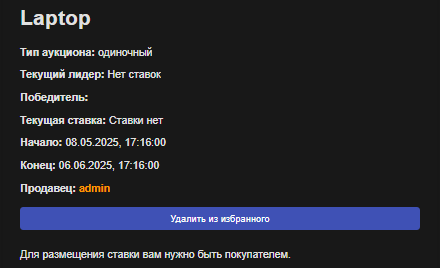 Laptop
Тип аукциона: одиночный
Текущий лидер: Нет ставок
Победитель:
Текущая ставка: Ставки нет
Начало: 08.05.2025, 17:16:00
Конец: 06.06.2025, 17:16:00
Продавец: admin
Удалить из избранного
Для размещения ставки вам нужно быть покупателем.